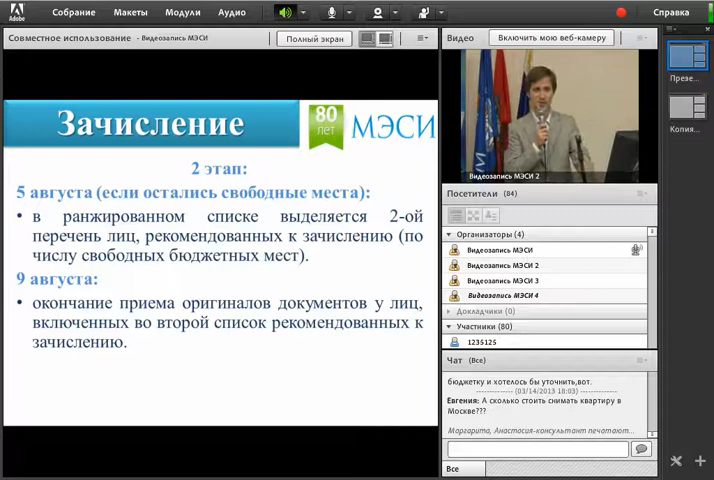 Adobe
Собрание
Макеты
Модули
Аудио
Справка
Совместное использование - Видеозапись МЭСИ
Полный экран
Зачисление
80
лет
МЭСИ
2 этап:
5 августа (если остались свободные места):
• в ранжированном списке выделяется 2-ой
перечень лиц, рекомендованных к зачислению (по
числу свободных бюджетных мест).
9 августа:
• окончание приема оригиналов документов у лиц,
включенных во второй список рекомендованных к
зачислению.
Видео
Включить мою веб-камеру
Видеозапись МЭСИ 2
Посетители (84)
Организаторы (4)
Видеозапись МЭСИ
Видеозапись МЭСИ 2
Видеозапись МЭСИ 3
Видеозапись МЭСИ 4
Докладчики (0)
Участники (80)
1235125
Чат (Все)
бюджетку и хотелось бы уточнить,вот.
(03/14/2013 18:03)
Евгения: А сколько стоить снимать квартиру в
Москве???
Маргарита, Анастасия-консультант печатают...
Все
Презе...
Копия...